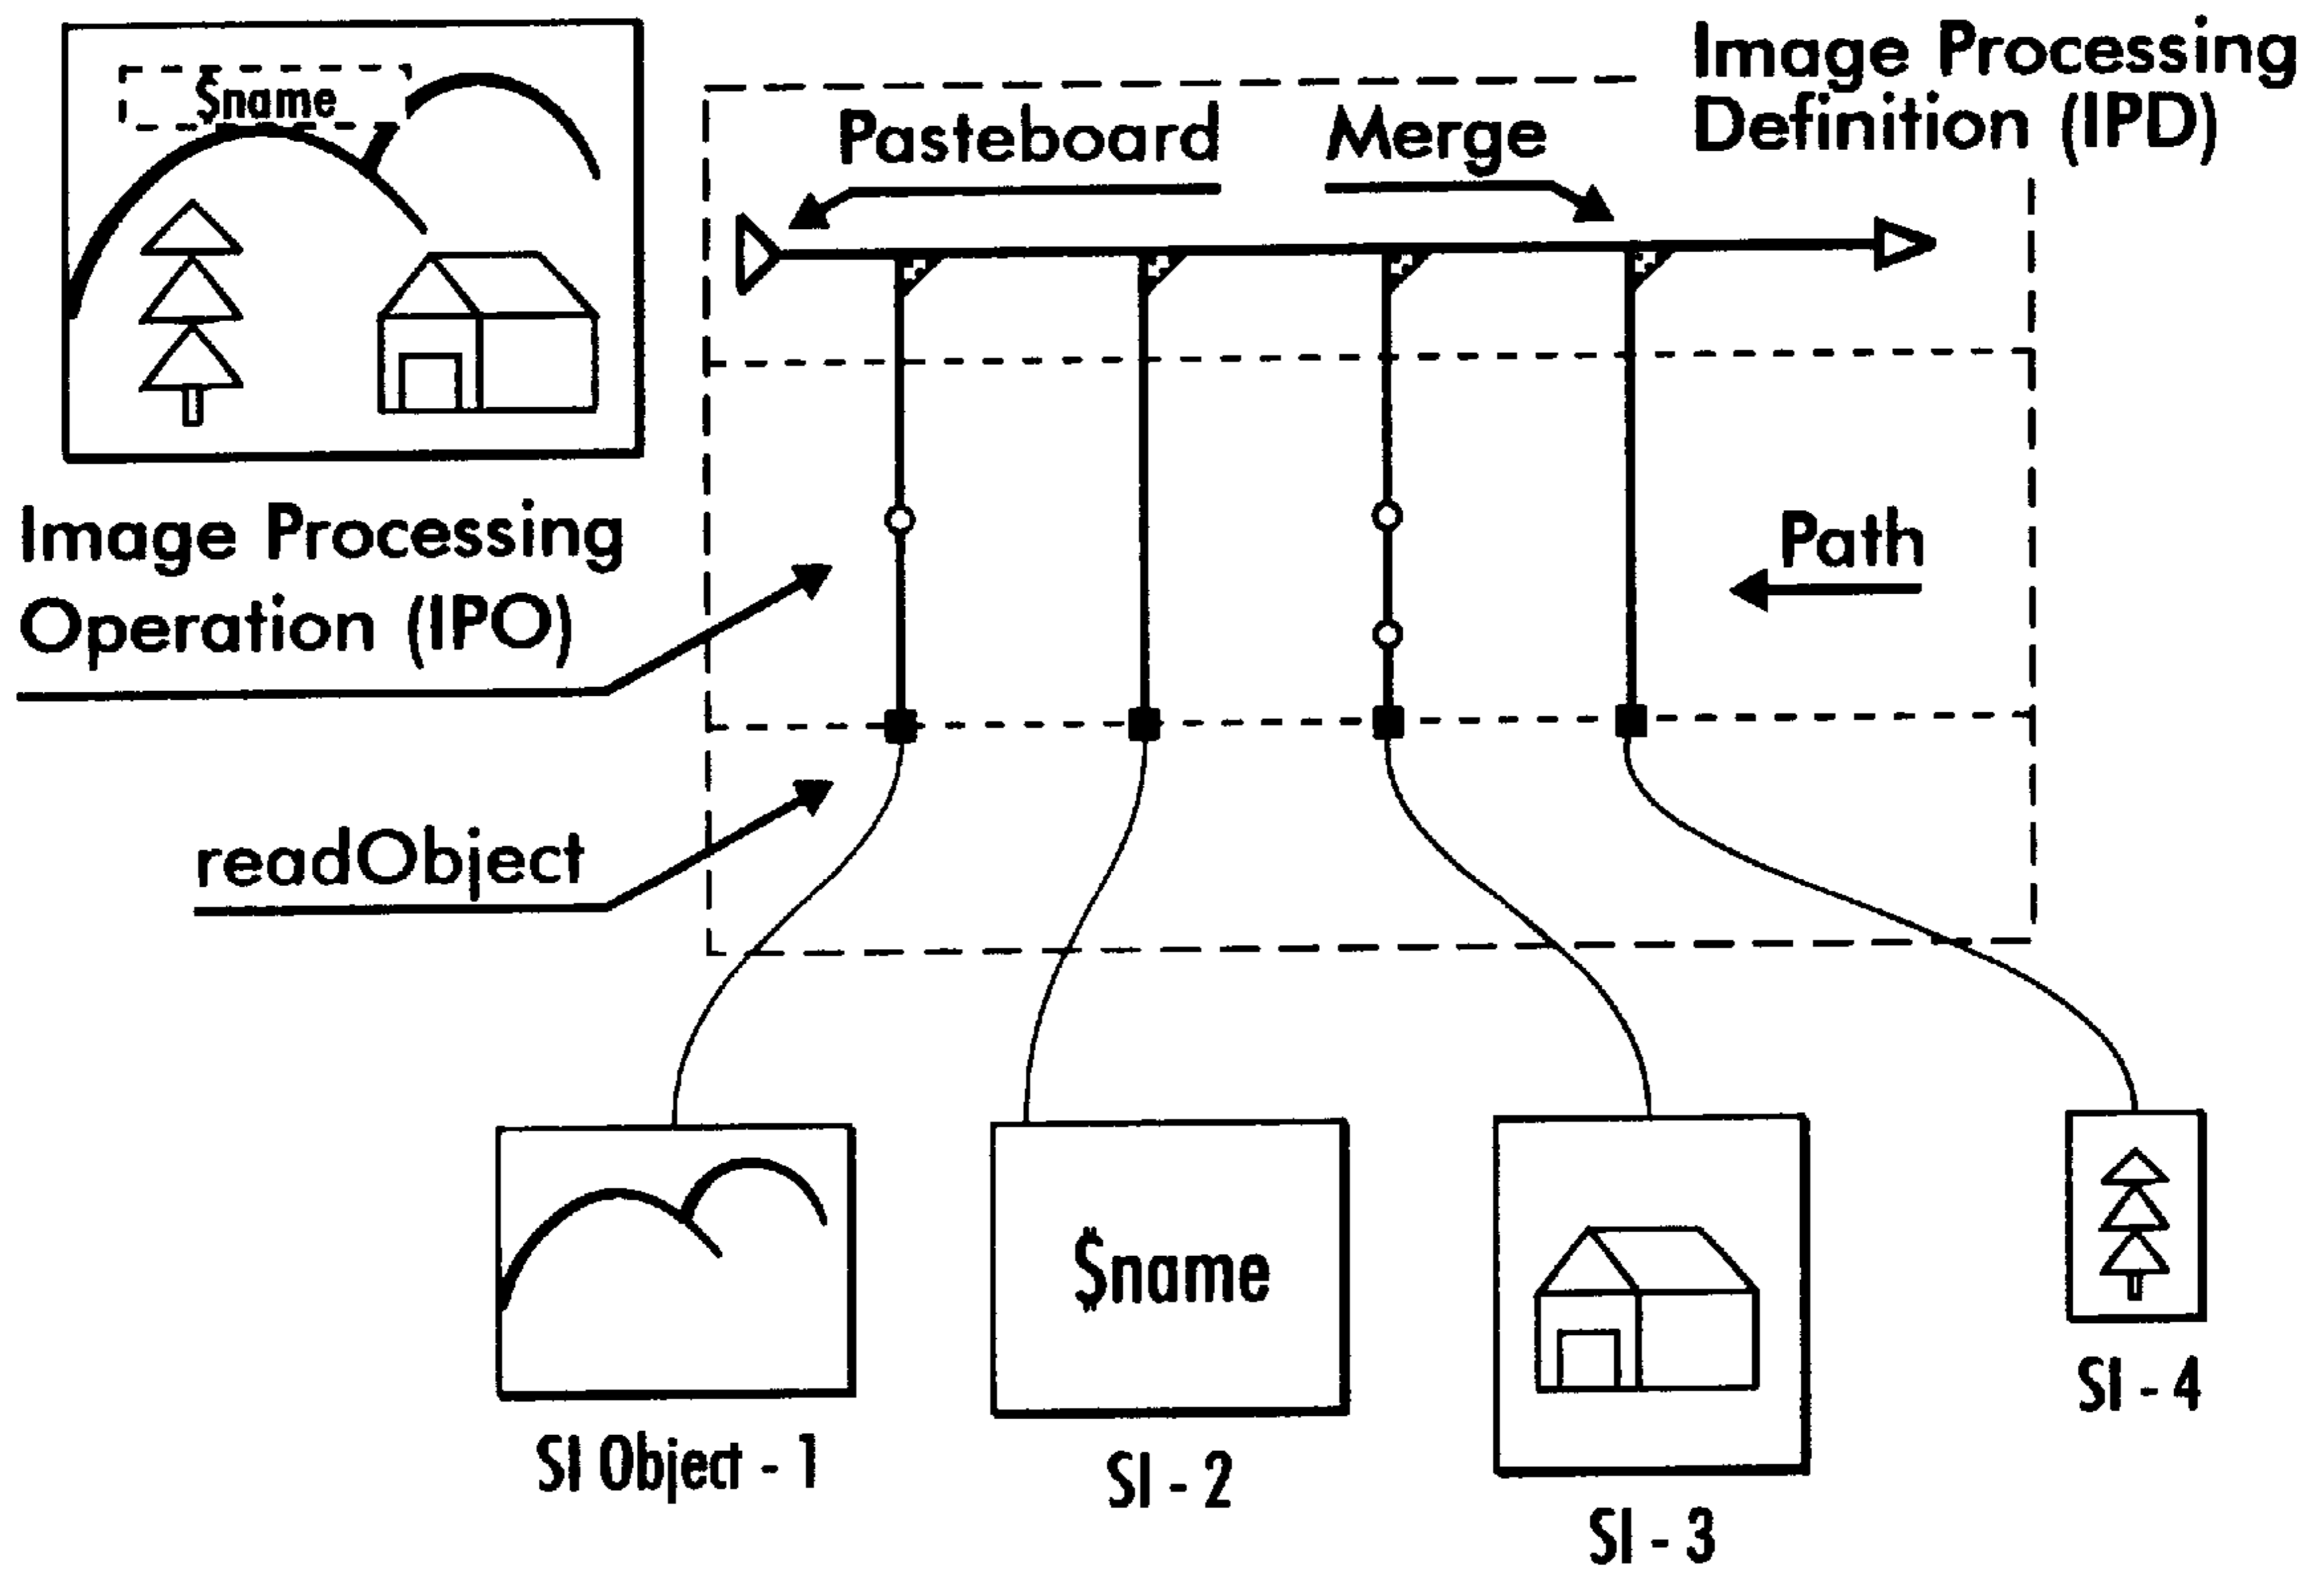 $name
Image Processing
Definition (IPD)
Pasteboard
Merge
Image Processing
Operation (IPO)
Path
readObject
$name
SI Object - 1
SI - 2
SI - 3
SI - 4